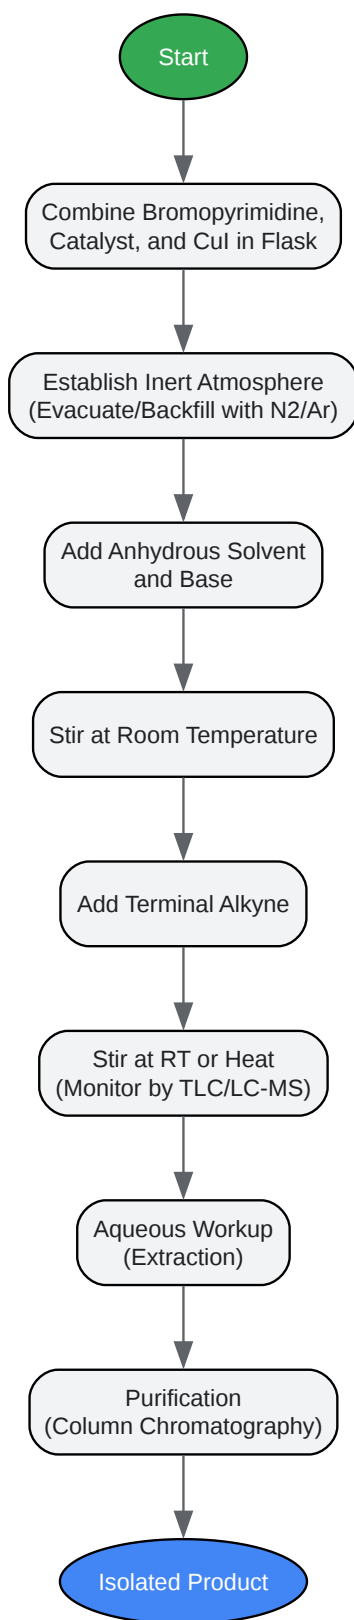 Start
Combine Bromopyrimidine,
Catalyst, and CuI in Flask
Establish Inert Atmosphere
(Evacuate/Backfill with N2/Ar)
Add Anhydrous Solvent
and Base
Stir at Room Temperature
Add Terminal Alkyne
Stir at RT or Heat
(Monitor by TLC/LC-MS)
Aqueous Workup
(Extraction)
Purification
(Column Chromatography)
Isolated Product